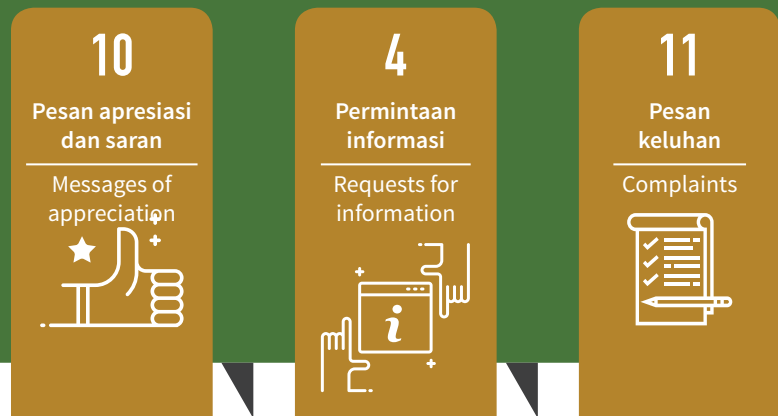 10
Pesan apresiasi
dan saran
Messages of
appreciation
4
Permintaan
informasi
Requests for
information
i
11
Pesan
keluhan
Complaints